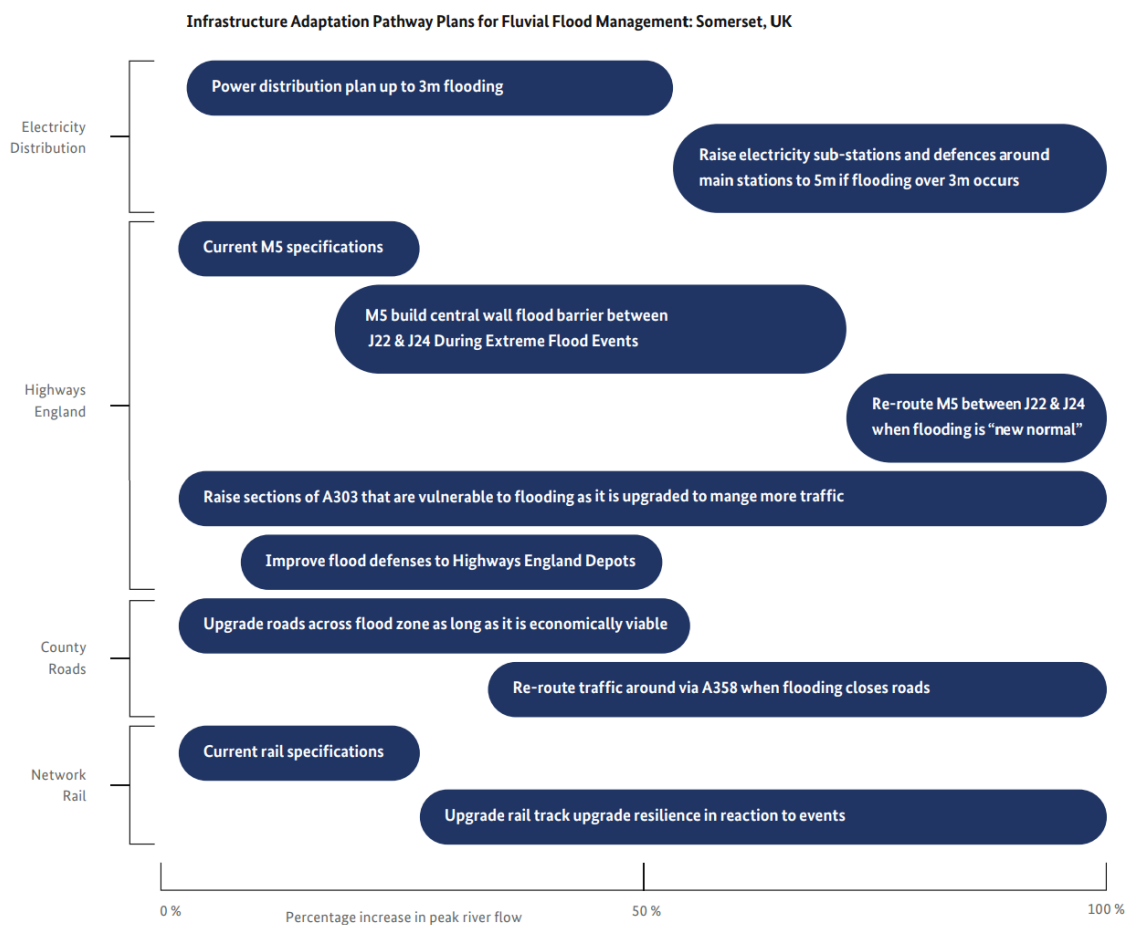 Infrastructure Adaptation Pathway Plans for Fluvial Flood Management: Somerset, UK
Electricity
Distribution
Power distribution plan up to 3m flooding
Raise electricity sub-stations and defences around
main stations to 5m if flooding over 3m occurs
Highways
England
Current M5 specifications
M5 build central wall flood barrier between
J22 & J24 During Extreme Flood Events
Re-route M5 between J22 & J24
when flooding is “new normal”
Raise sections of A303 that are vulnerable to flooding as it is upgraded to mange more traffic
Improve flood defenses to Highways England Depots
County
Roads
Upgrade roads across flood zone as long as it is economically viable
Re-route traffic around via A358 when flooding closes roads
Network
Rail
Current rail specifications
Upgrade rail track upgrade resilience in reaction to events
0 %
50 %
100 %
Percentage increase in peak river flow